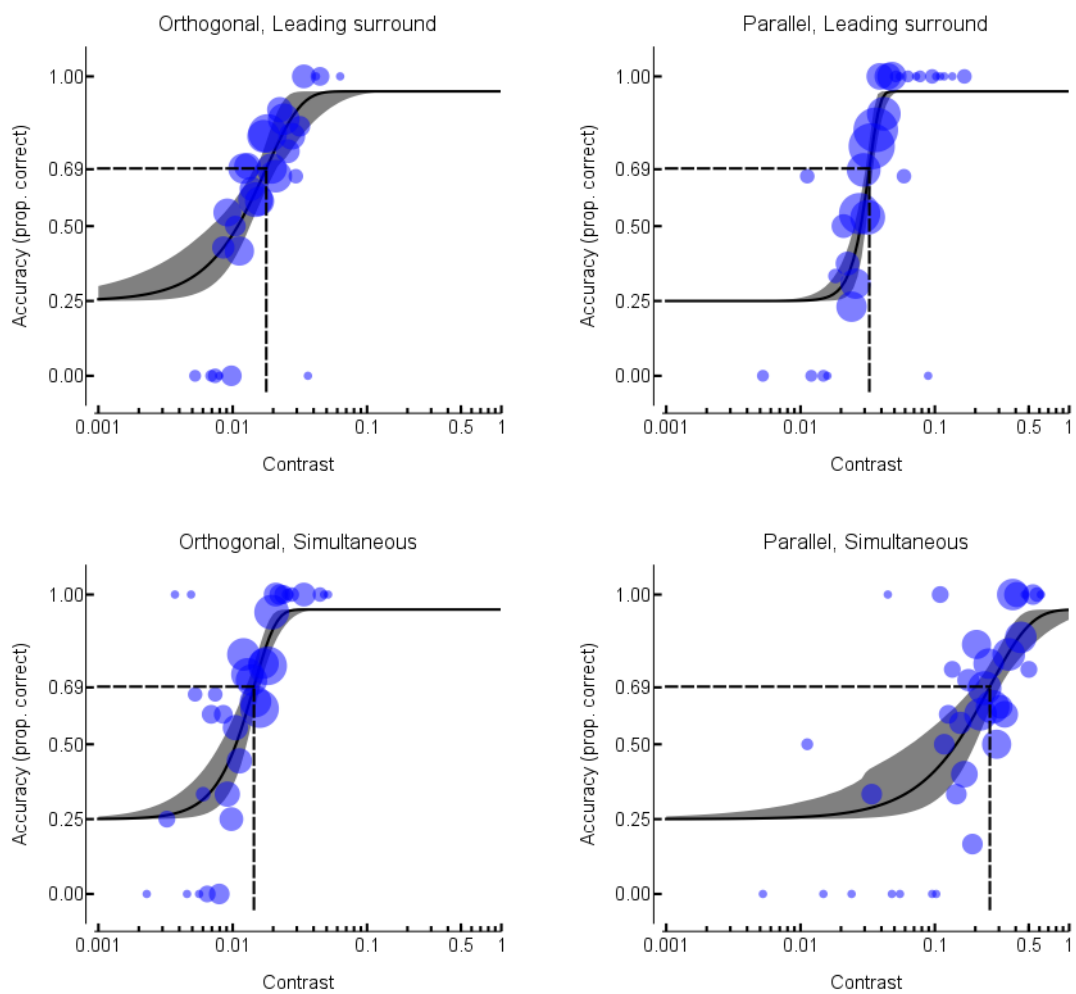 Orthogonal, Leading surround
Accuracy (prop. correct)
1.00
0.69
0.50
0.25
0.00
0.001 0.01 0.1 0.5 1
Contrast
Parallel, Leading surround
Accuracy (prop. correct)
1.00
0.69
0.50
0.25
0.00
0.001 0.01 0.1 0.5 1
Contrast
Orthogonal, Simultaneous
Accuracy (prop. correct)
1.00
0.69
0.50
0.25
0.00
0.001 0.01 0.1 0.5 1
Contrast
Parallel, Simultaneous
Accuracy (prop. correct)
1.00
0.69
0.50
0.25
0.00
0.001 0.01 0.1 0.5 1
Contrast